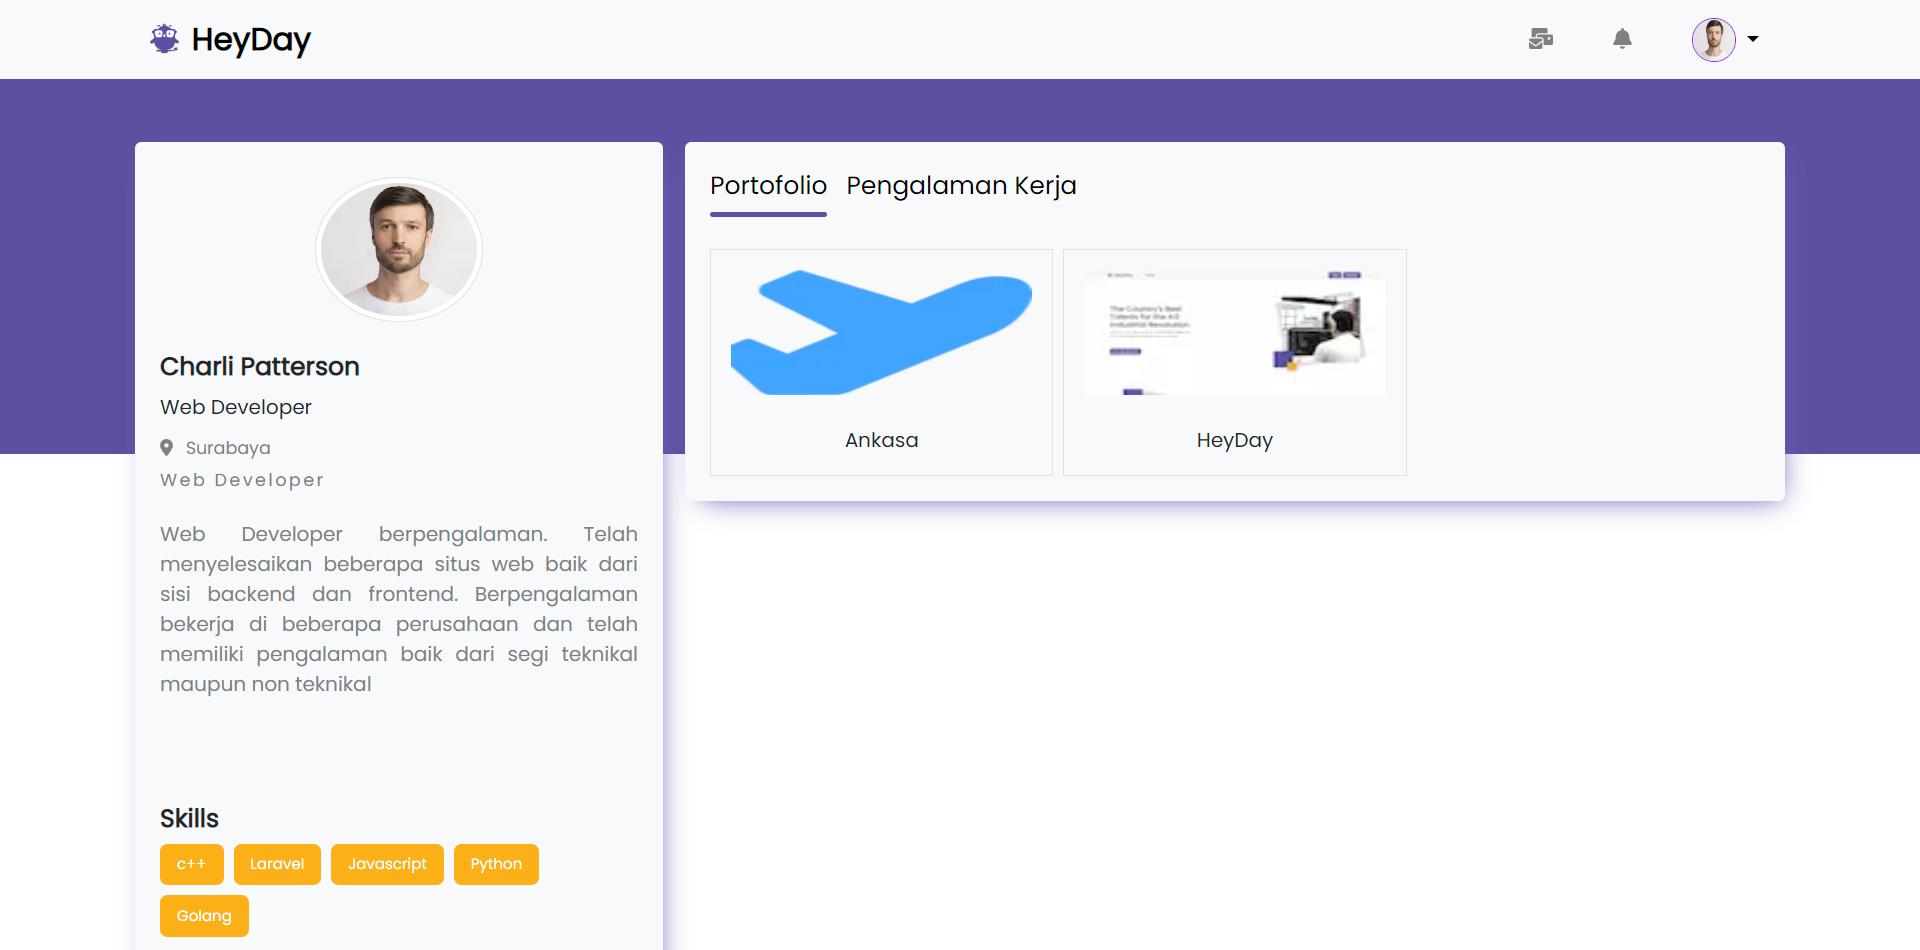 HeyDay
Portofolio Pengalaman Kerja
Ankasa
The Country's Best
Talents for the 4.0
Industrial Revolution
HeyDay
Charli Patterson
Web Developer
Surabaya
Web Developer
Web Developer berpengalaman. Telah
menyelesaikan beberapa situs web baik dari
sisi backend dan frontend. Berpengalaman
bekerja di beberapa perusahaan dan telah
memiliki pengalaman baik dari segi teknikal
maupun non teknikal
Skills
c++ Laravel Javascript Python
Golang